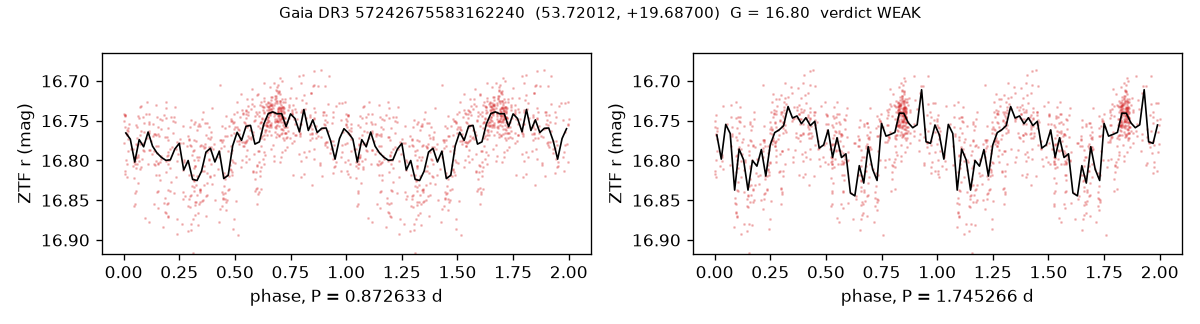 Gaia DR3 57242675583162240 (53.72012, +19.68700) G = 16.80 verdict WEAK
ZTF r (mag)
16.70
16.75
16.80
16.85
16.90
0.00 0.25 0.50 0.75 1.00 1.25 1.50 1.75 2.00
phase, P = 0.872633 d
ZTF r (mag)
16.70
16.75
16.80
16.85
16.90
0.00 0.25 0.50 0.75 1.00 1.25 1.50 1.75 2.00
phase, P = 1.745266 d